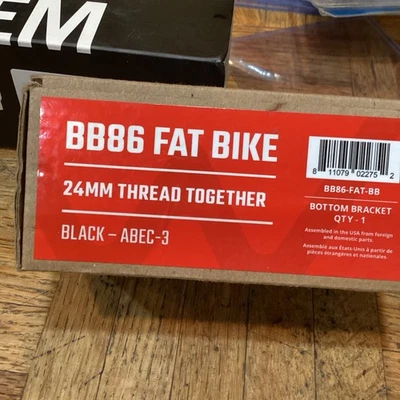 EM
BB86 FAT BIKE
24MM THREAD TOGETHER
BLACK – ABEC-3
8 11079 02275 2
BB86-FAT-BB
BOTTOM BRACKET
QTY - 1
Assembled in the USA from foreign
and domestic parts.
Assemblé aux États-Unis à partir de
pièces étrangères et nationales.